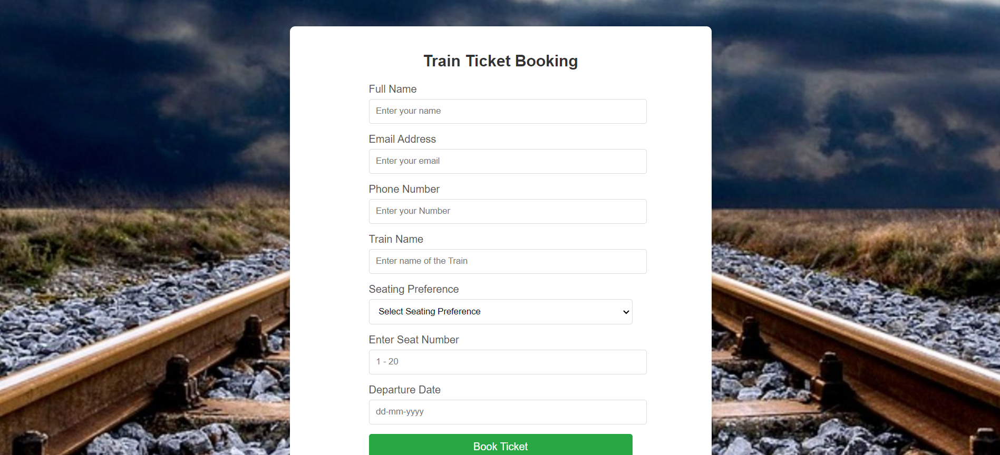 Train Ticket Booking
Full Name
Enter your name
Email Address
Enter your email
Phone Number
Enter your Number
Train Name
Enter name of the Train
Seating Preference
Select Seating Preference
Enter Seat Number
1 - 20
Departure Date
dd-mm-yyyy
Book Ticket